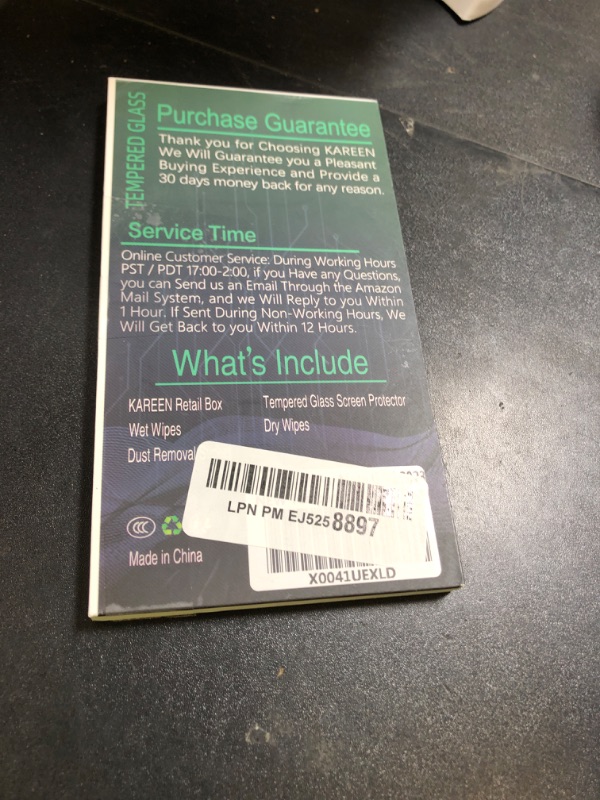 TEMPERED GLASS
Purchase Guarantee
Thank you for Choosing KAREEN
We Will Guarantee you a Pleasant
Buying Experience and Provide a
30 days money back for any reason.
Service Time
Online Customer Service: During Working Hours
PST / PDT 17:00-2:00, if you Have any Questions,
you can Send us an Email Through the Amazon
Mail System, and we Will Reply to you Within
1 Hour. If Sent During Non-Working Hours, We
Will Get Back to you Within 12 Hours.
What's Include
KAREEN Retail Box
Tempered Glass Screen Protector
Wet Wipes
Dry Wipes
Dust Removal
LPN PM EJ5258897
CCC
Made in China
X0041UEXLD